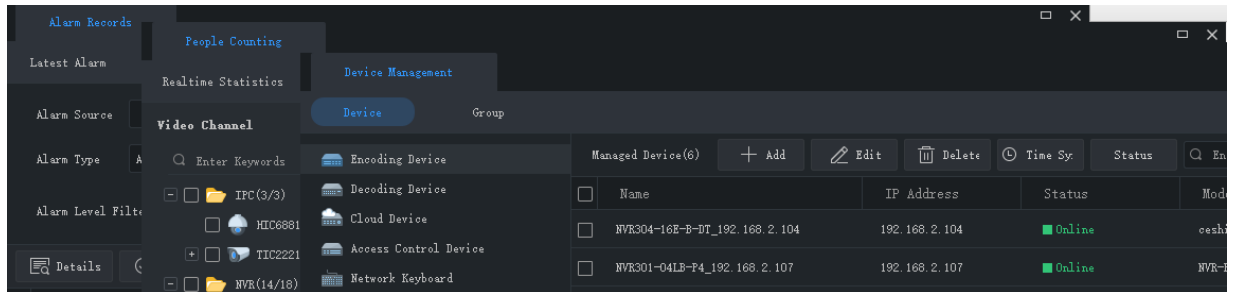 Alarm Records
Latest Alarm
Alarm Source
Alarm Type A
Alarm Level Filte
Details
People Counting
Realtime Statistics
Video Channel
Enter Keywords
IPC(3/3)
HIC6881
TIC2221
NVR(14/18)
Device Management
Device Group
Encoding Device
Decoding Device
Cloud Device
Access Control Device
Network Keyboard
Managed Device(6) Add Edit Delete Time Sy: Status En
Name IP Address Status Mode
NVR304-16E-B-DT_192.168.2.104 192.168.2.104 Online ceshi
NVR301-04LB-P4_192.168.2.107 192.168.2.107 Online NVR-B